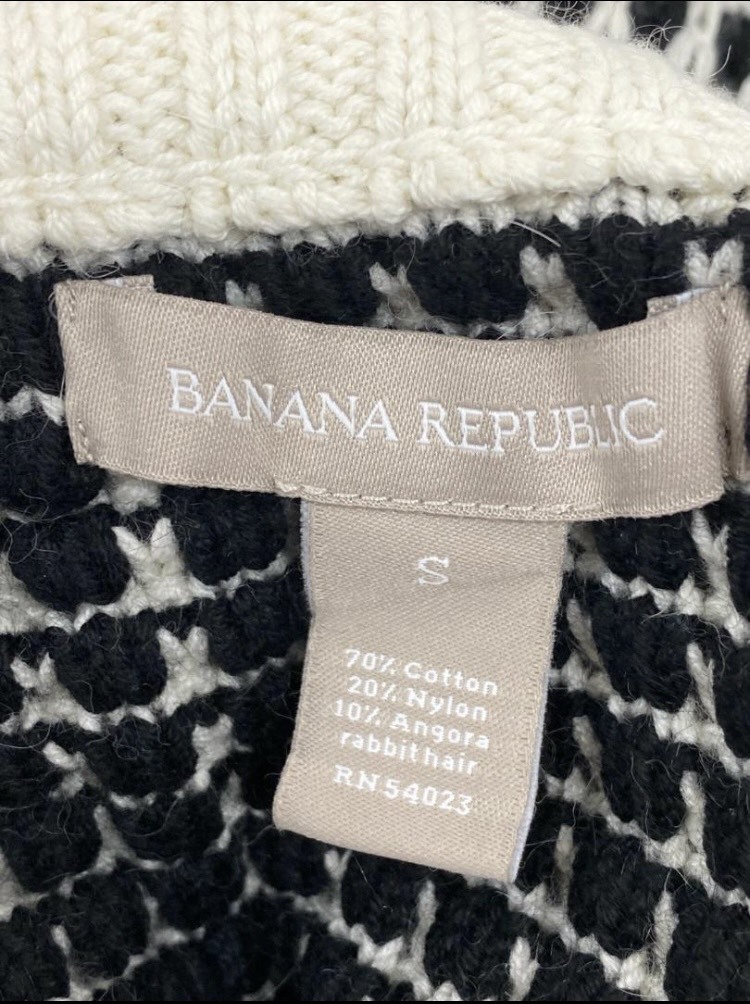 BANANA REPUBLIC
S
70% Cotton
20% Nylon
10% Angora
rabbit hair
RN 54023